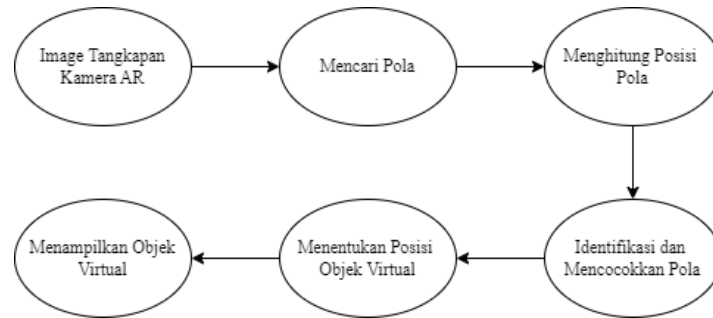 Image Tangkapan
Kamera AR
Mencari Pola
Menghitung Posisi
Pola
Identifikasi dan
Mencocokkan Pola
Menentukan Posisi
Objek Virtual
Menampilkan Objek
Virtual